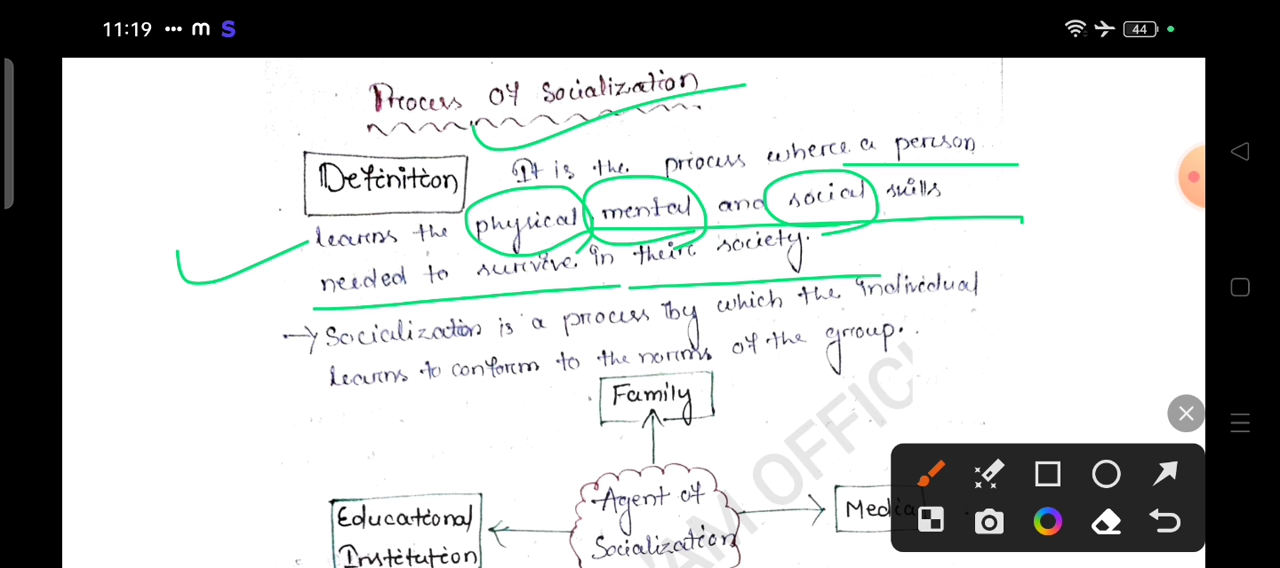 11:19 ••• m S
44
Process of Socialization
Definition
It is the process where a person
learns the physical, mental and social skills
needed to survive in their society.
→ Socialization is a process by which the individual
learns to conform to the norms of the group.
Family
Agent of
Socialization
Educational
Institution
Media
AM OFFIC